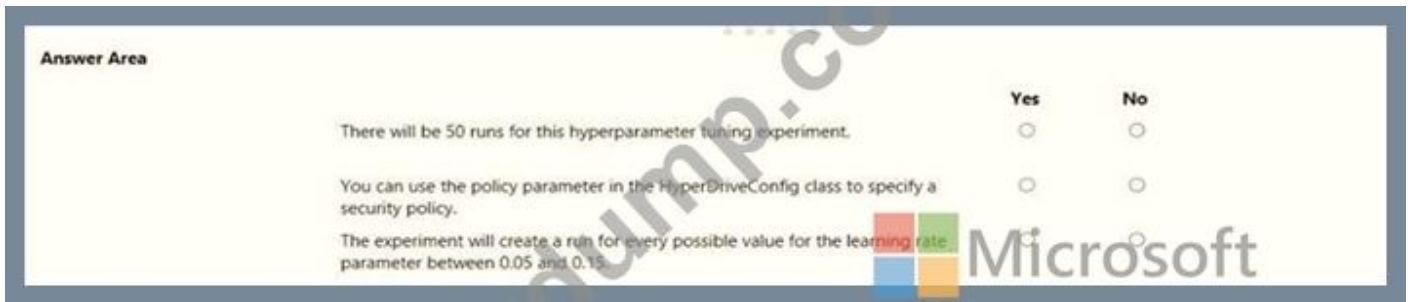 Answer Area
Yes No
There will be 50 runs for this hyperparameter tuning experiment.
You can use the policy parameter in the HyperDriveConfig class to specify a
security policy.
The experiment will create a run for every possible value for the learning rate
parameter between 0.05 and 0.15.
dump.co
Microsoft